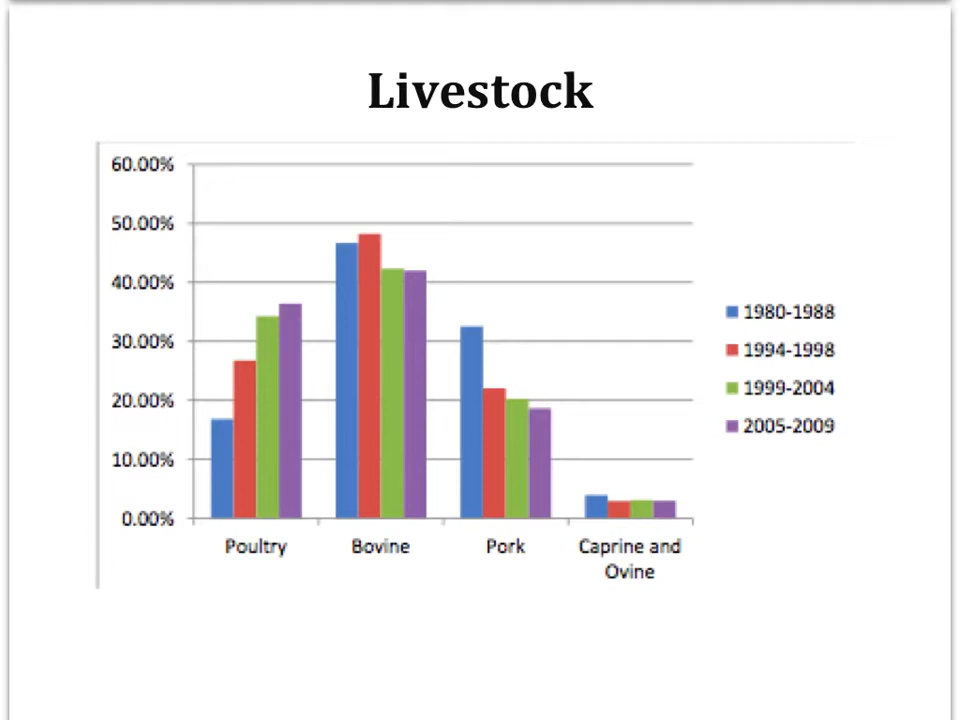 Livestock
60.00%
50.00%
40.00%
30.00%
20.00%
10.00%
0.00%
Poultry
Bovine
Pork
Caprine and
Ovine
1980-1988
1994-1998
1999-2004
2005-2009